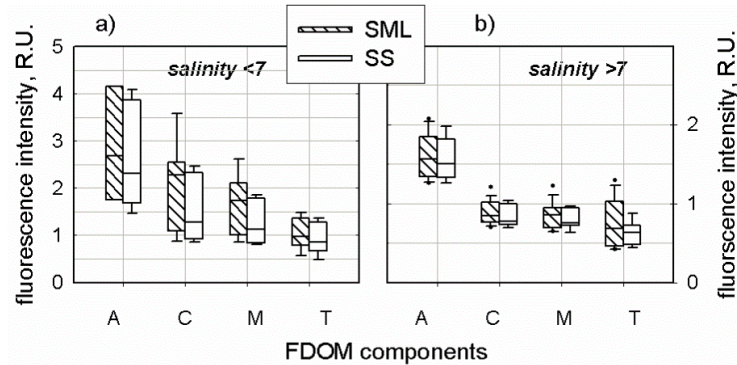 a)
SML
SS
b)
salinity <7
salinity >7
fluorescence intensity, R.U.
5
4
3
2
1
0
2
1
0
fluorscence intensity, R.U.
A C M T
A C M T
FDOM components